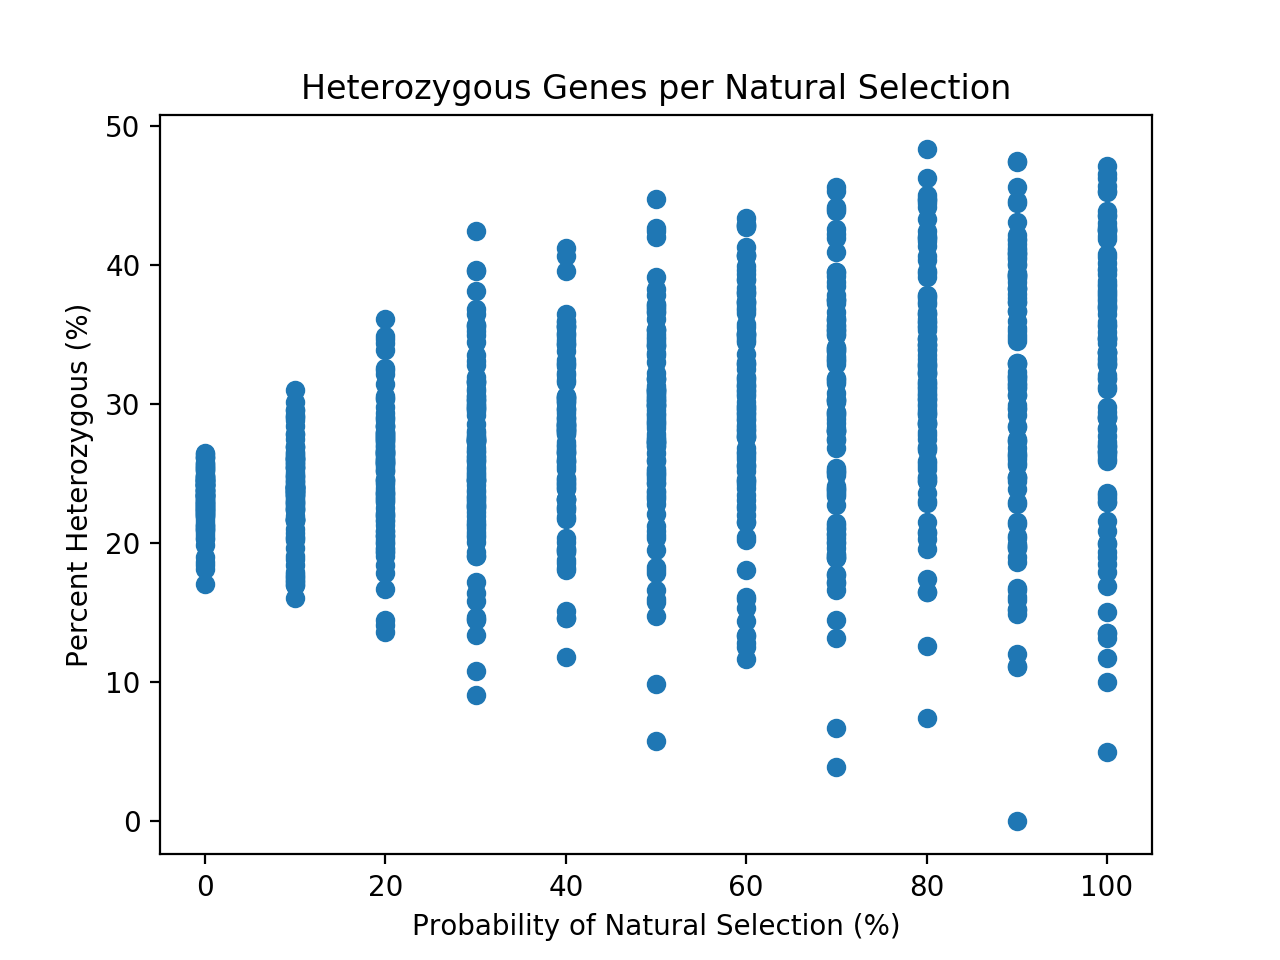 Heterozygous Genes per Natural Selection
50
40
30
20
10
0
Percent Heterozygous (%)
0 20 40 60 80 100
Probability of Natural Selection (%)